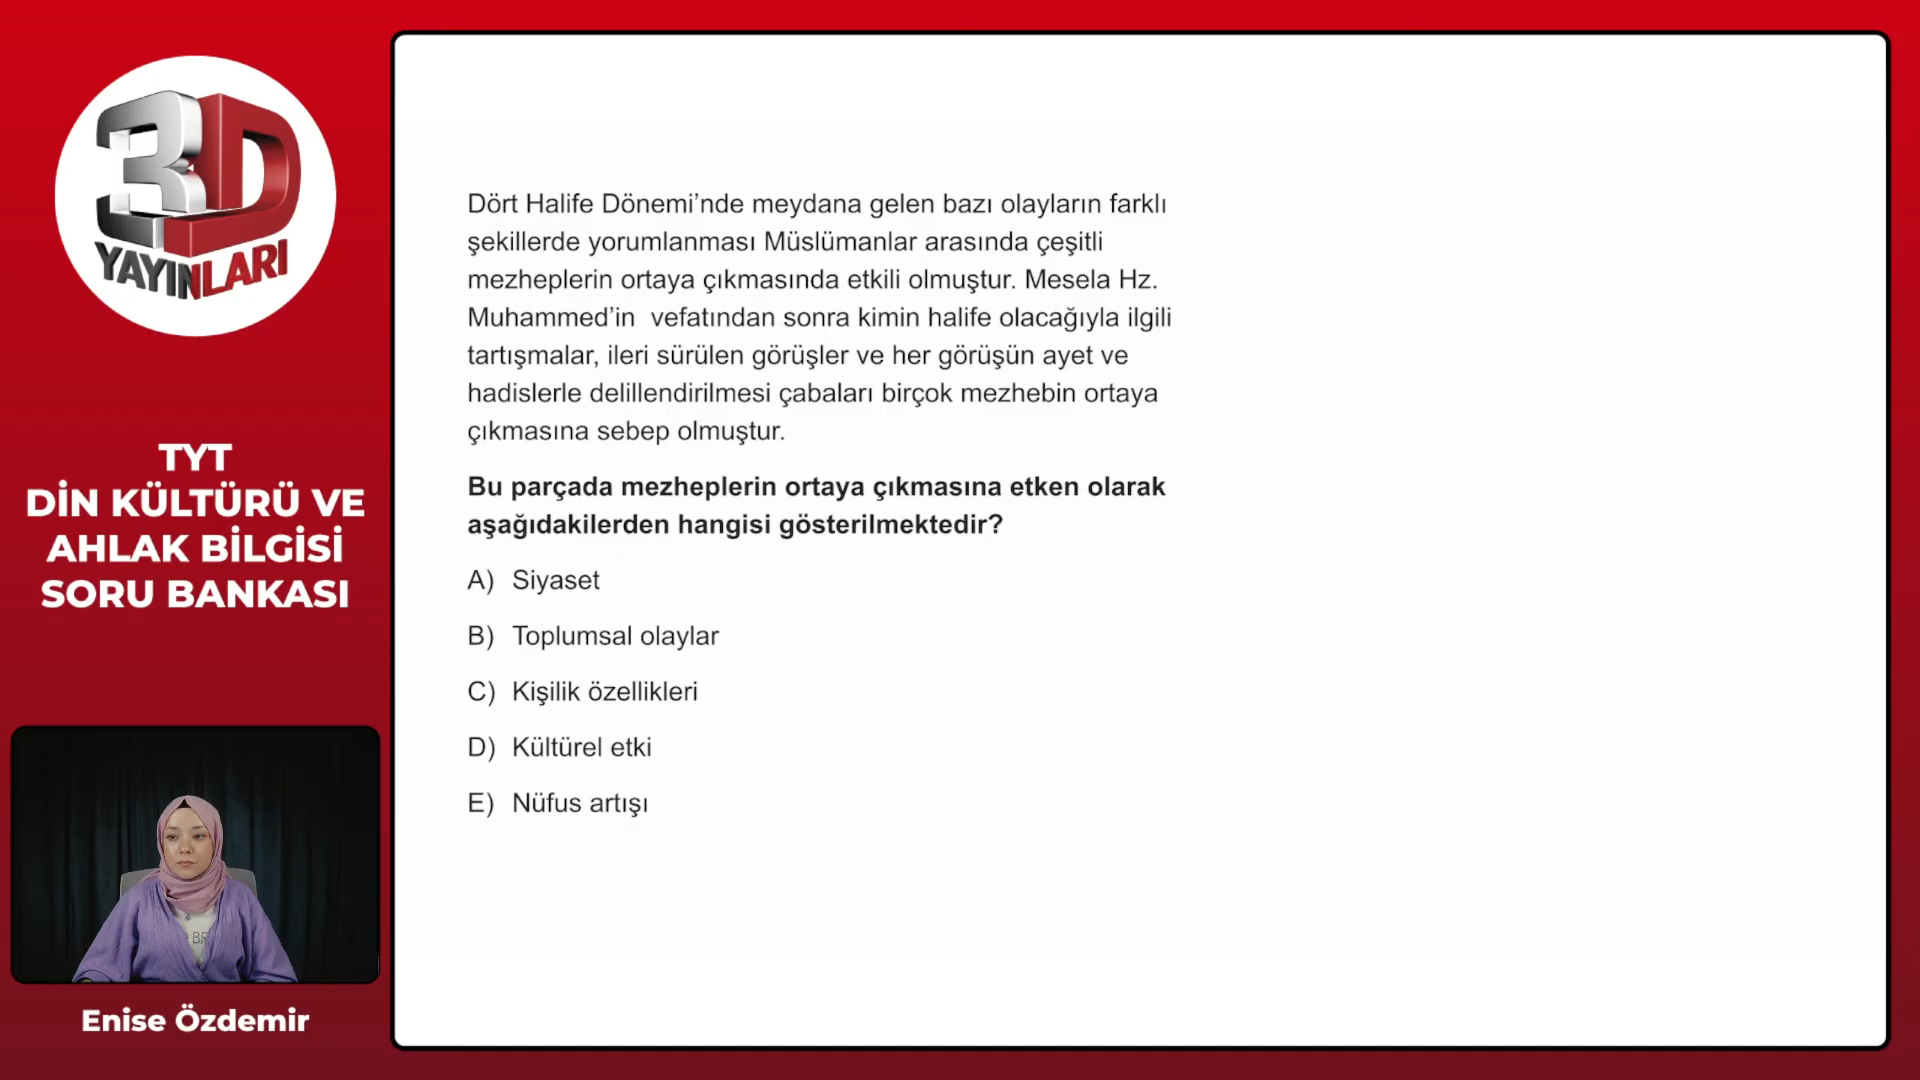 3D
YAYINLARI
TYT
DİN KÜLTÜRÜ VE
AHLAK BİLGİSİ
SORU BANKASI
Enise Özdemir
Dört Halife Dönemi’nde meydana gelen bazı olayların farklı
şekillerde yorumlanması Müslümanlar arasında çeşitli
mezheplerin ortaya çıkmasında etkili olmuştur. Mesela Hz.
Muhammed’in vefatından sonra kimin halife olacağıyla ilgili
tartışmalar, ileri sürülen görüşler ve her görüşün ayet ve
hadislerle delillendirilmesi çabaları birçok mezhebin ortaya
çıkmasına sebep olmuştur.
Bu parçada mezheplerin ortaya çıkmasına etken olarak
aşağıdakilerden hangisi gösterilmektedir?
A) Siyaset
B) Toplumsal olaylar
C) Kişilik özellikleri
D) Kültürel etki
E) Nüfus artışı